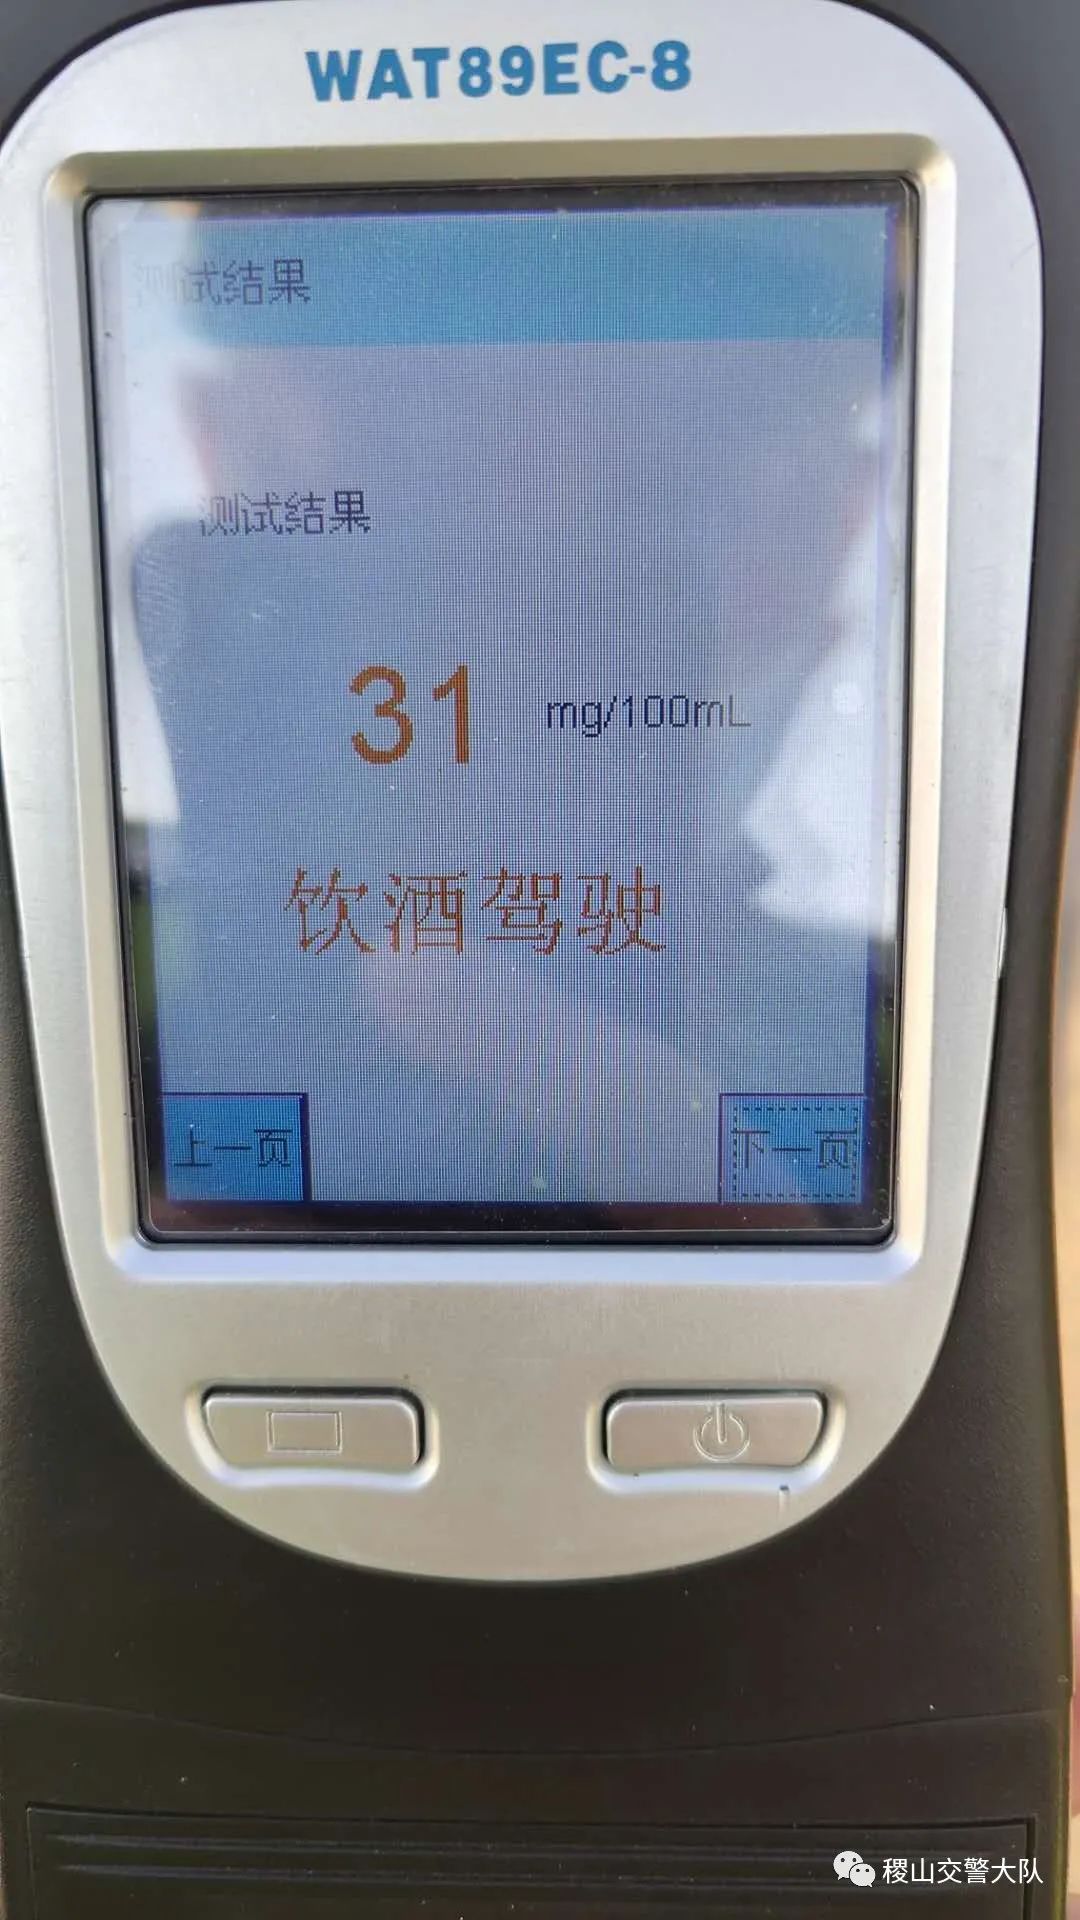 WAT89EC-8
测试结果
测试结果
31 mg/100mL
饮酒驾驶
上一页 下一页
稷山交警大队